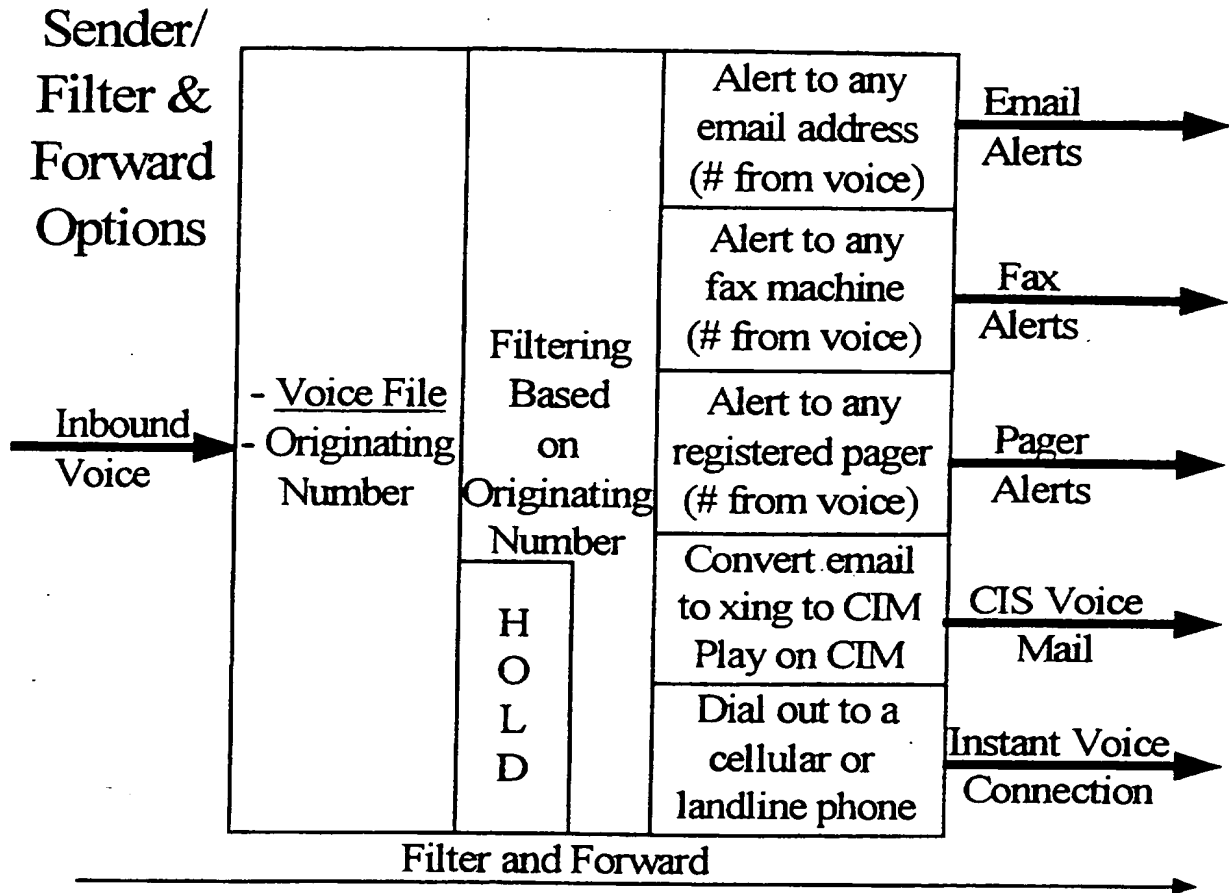 Sender/
Filter &
Forward
Options
Inbound
Voice
- Voice File
- Originating
Number
Filtering
Based
on
Originating
Number
H
O
L
D
Alert to any
email address
(# from voice)
Alert to any
fax machine
(# from voice)
Alert to any
registered pager
(# from voice)
Convert email
to xing to CIM
Play on CIM
Dial out to a
cellular or
landline phone
Email
Alerts
Fax
Alerts
Pager
Alerts
CIS Voice
Mail
Instant Voice
Connection
Filter and Forward